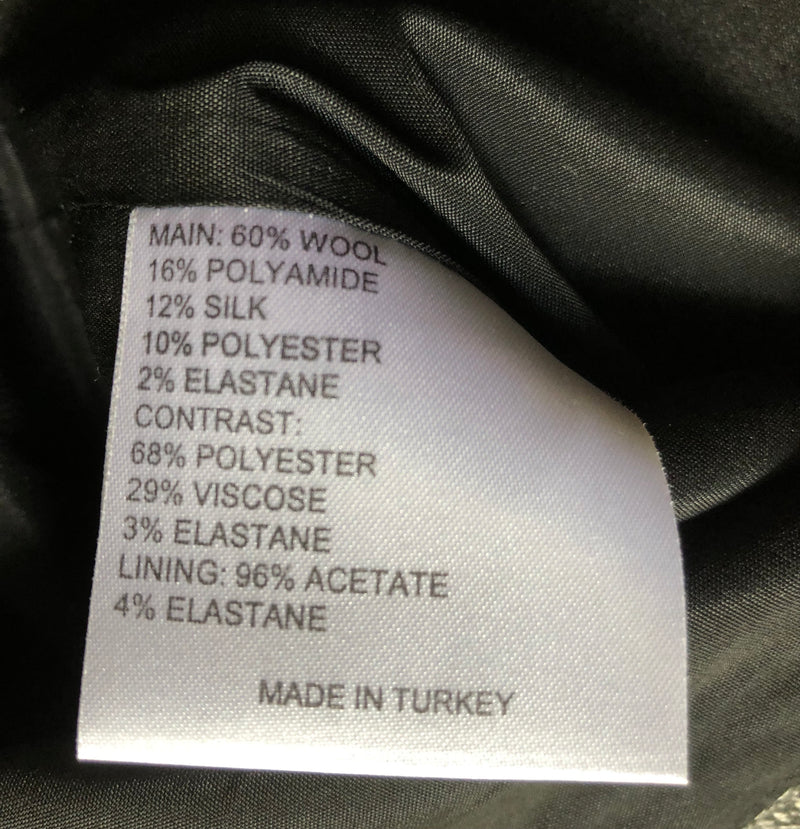 MAIN: 60% WOOL
16% POLYAMIDE
12% SILK
10% POLYESTER
2% ELASTANE
CONTRAST:
68% POLYESTER
29% VISCOSE
3% ELASTANE
LINING: 96% ACETATE
4% ELASTANE
MADE IN TURKEY